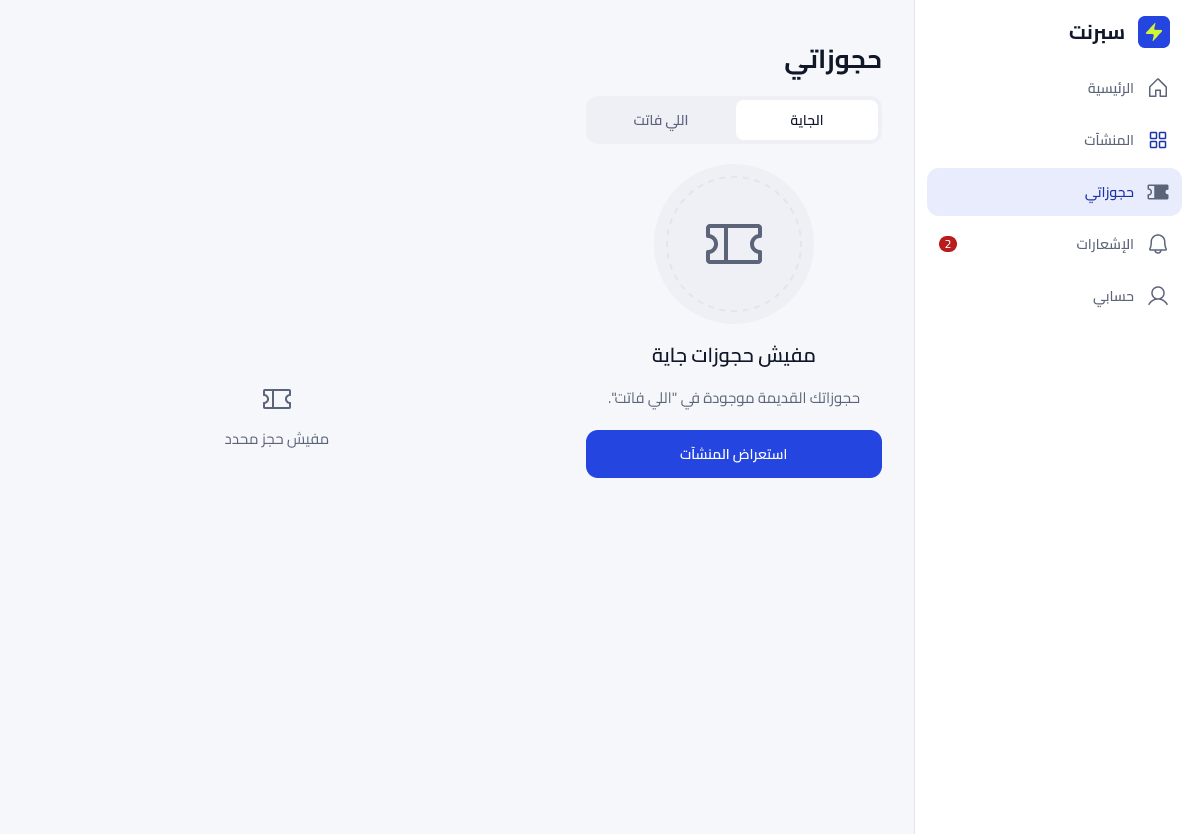 سبرنت
الرئيسية
المنشآت
حجوزاتي
الإشعارات
2
حسابي
حجوزاتي
الجاية
اللي فاتت
مفيش حجوزات جاية
حجوزاتك القديمة موجودة في "اللي فاتت".
استعراض المنشآت
مفيش حجز محدد